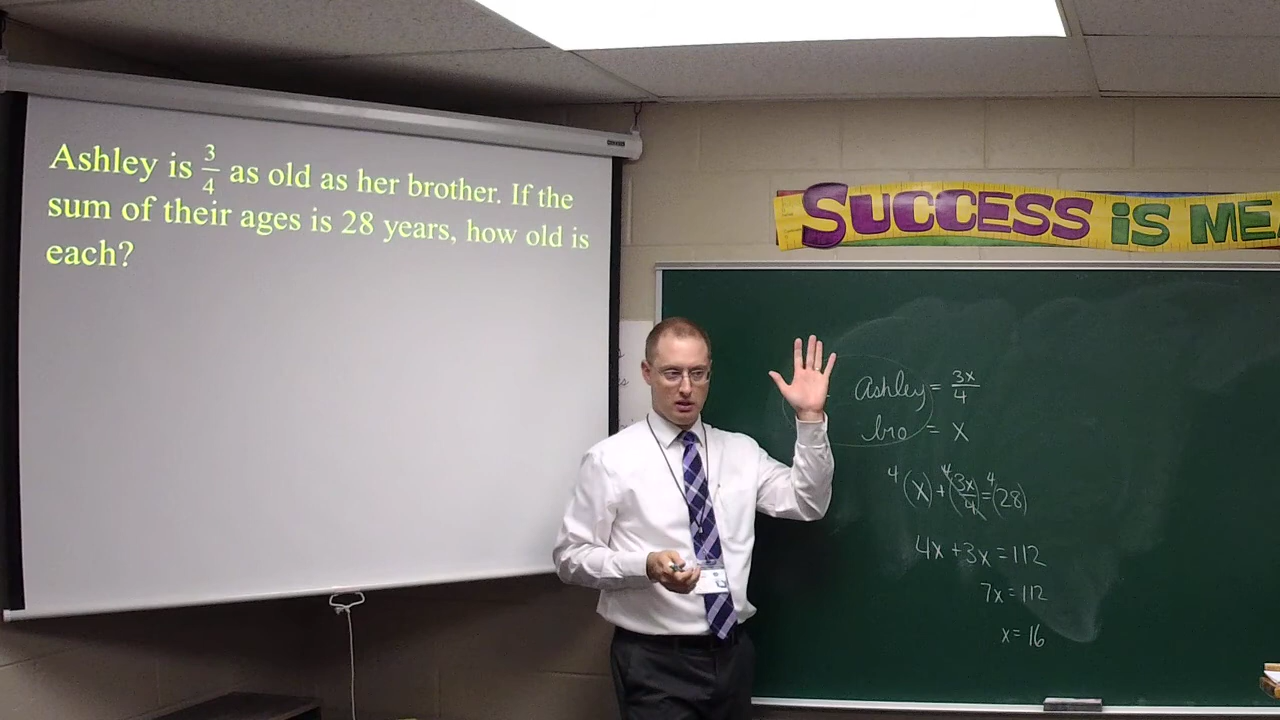 Ashley is 3/4 as old as her brother. If the
sum of their ages is 28 years, how old is
each?
SUCCESS iS ME
Ashley = 3x/4
bro = x
4(x) + 4(3x/4) = 4(28)
4x + 3x = 112
7x = 112
x = 16